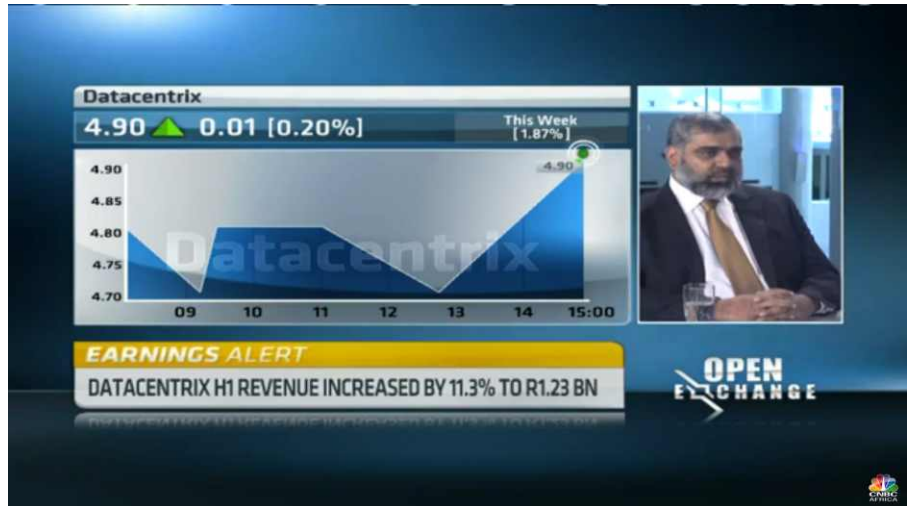 Datacentrix
4.90 0.01 [0.20%]
This Week
[1.87%]
4.90
4.90
4.85
4.80
4.75
4.70
Datacentrix
09 10 11 12 13 14 15:00
EARNINGS ALERT
DATACENTRIX H1 REVENUE INCREASED BY 11.3% TO R1.23 BN
OPEN
EXCHANGE
CNBC
AFRICA